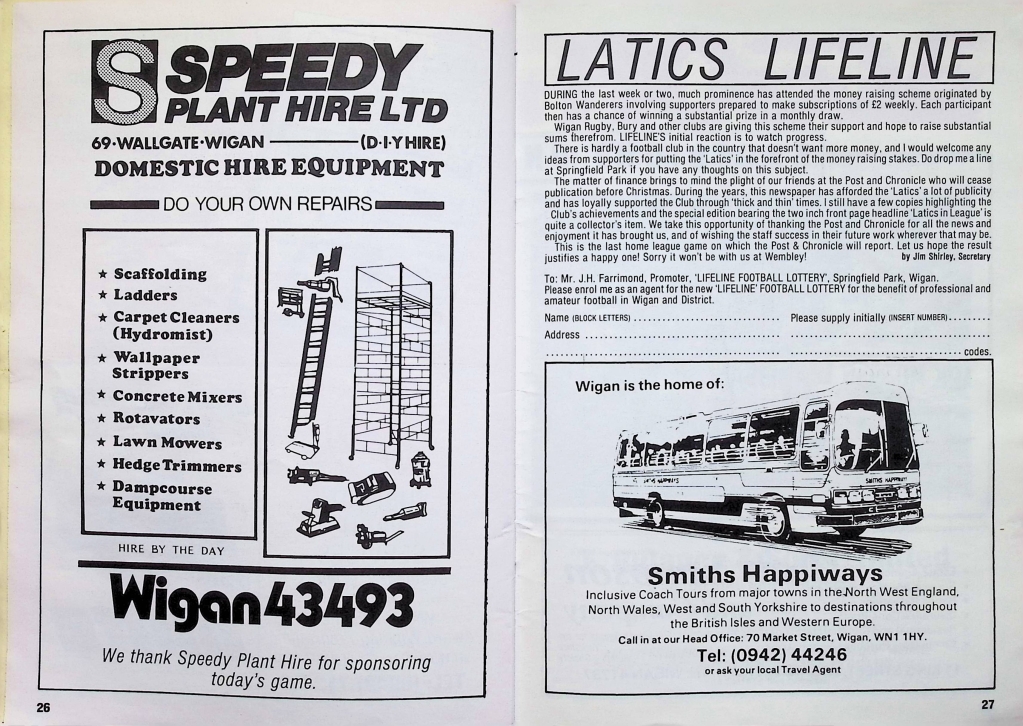 S SPEEDY
PLANT HIRE LTD
69·WALLGATE·WIGAN (D·I·Y HIRE)
DOMESTIC HIRE EQUIPMENT
DO YOUR OWN REPAIRS
★ Scaffolding
★ Ladders
★ Carpet Cleaners
(Hydromist)
★ Wallpaper
Strippers
★ Concrete Mixers
★ Rotavators
★ Lawn Mowers
★ Hedge Trimmers
★ Dampcourse
Equipment
HIRE BY THE DAY
Wigan 43493
We thank Speedy Plant Hire for sponsoring
today's game.
26
LATICS LIFELINE
DURING the last week or two, much prominence has attended the money raising scheme originated by
Bolton Wanderers involving supporters prepared to make subscriptions of £2 weekly. Each participant
then has a chance of winning a substantial prize in a monthly draw.
Wigan Rugby, Bury and other clubs are giving this scheme their support and hope to raise substantial
sums therefrom. LIFELINE'S initial reaction is to watch progress.
There is hardly a football club in the country that doesn't want more money, and I would welcome any
ideas from supporters for putting the 'Latics' in the forefront of the money raising stakes. Do drop me a line
at Springfield Park if you have any thoughts on this subject.
The matter of finance brings to mind the plight of our friends at the Post and Chronicle who will cease
publication before Christmas. During the years, this newspaper has afforded the 'Latics' a lot of publicity
and has loyally supported the Club through 'thick and thin' times. I still have a few copies highlighting the
Club's achievements and the special edition bearing the two inch front page headline 'Latics in League' is
quite a collector's item. We take this opportunity of thanking the Post and Chronicle for all the news and
enjoyment it has brought us, and of wishing the staff success in their future work wherever that may be.
This is the last home league game on which the Post & Chronicle will report. Let us hope the result
justifies a happy one! Sorry it won't be with us at Wembley! by Jim Shirley, Secretary
To: Mr. J.H. Farrimond, Promoter, 'LIFELINE FOOTBALL LOTTERY', Springfield Park, Wigan.
Please enrol me as an agent for the new 'LIFELINE' FOOTBALL LOTTERY for the benefit of professional and
amateur football in Wigan and District.
Name (BLOCK LETTERS) .............................. Please supply initially (INSERT NUMBER).........
Address ..............................
.............................. codes.
Wigan is the home of:
SMITHS HAPPIWAYS
Smiths Happiways
Inclusive Coach Tours from major towns in the North West England,
North Wales, West and South Yorkshire to destinations throughout
the British Isles and Western Europe.
Call in at our Head Office: 70 Market Street, Wigan, WN1 1HY.
Tel: (0942) 44246
or ask your local Travel Agent
27